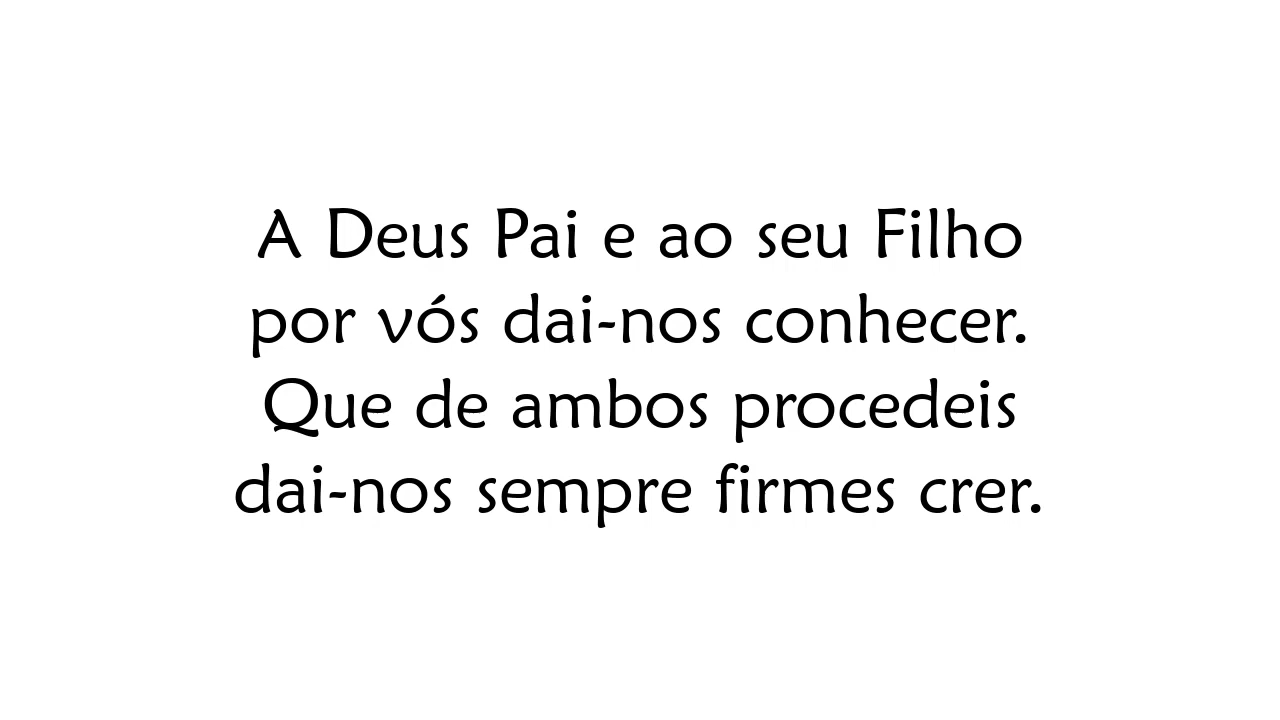 A Deus Pai e ao seu Filho
por vós dai-nos conhecer.
Que de ambos procedeis
dai-nos sempre firmes crer.